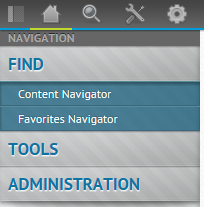 NAVIGATION
FIND
Content Navigator
Favorites Navigator
TOOLS
ADMINISTRATION